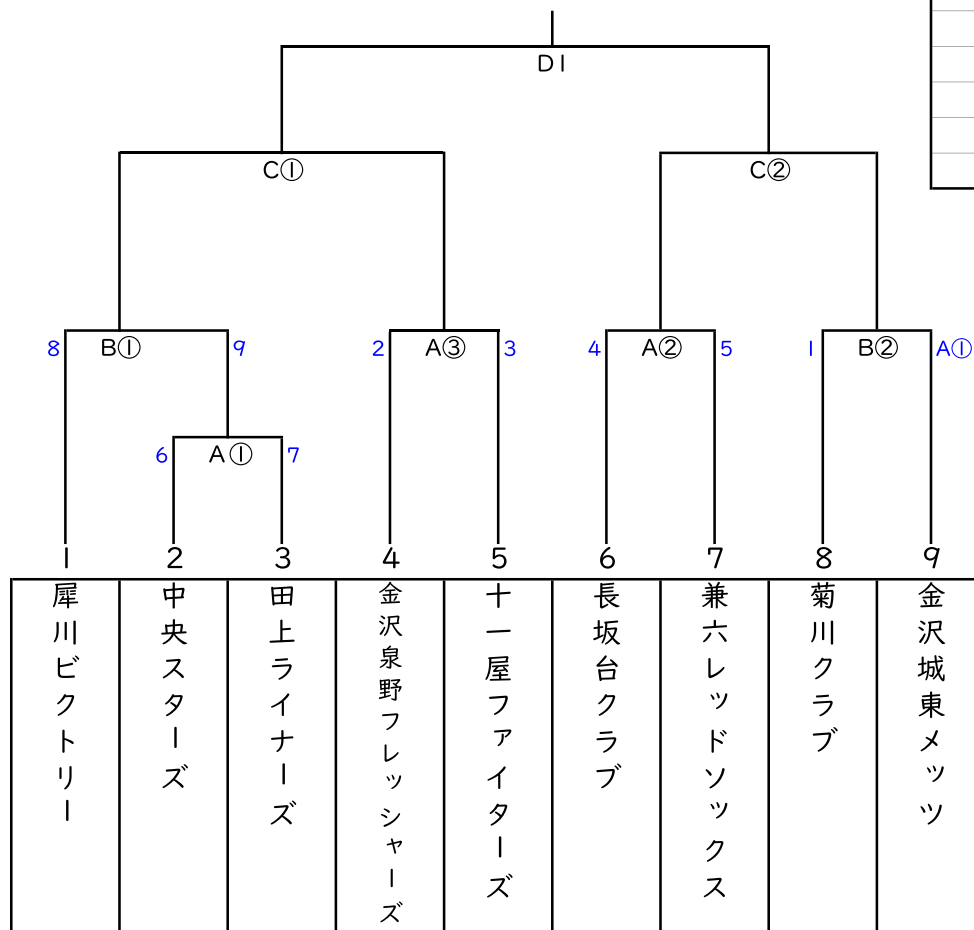 D1
C① C②
8 B① 9 2 A③ 3 4 A② 5 1 B② A①
6 A① 7
1 2 3 4 5 6 7 8 9
犀川ビクトリー
中央スターズ
田上ライナーズ
金沢泉野フレッシャーズ
十一屋ファイターズ
長坂台クラブ
兼六レッドソックス
菊川クラブ
金沢城東メッツ